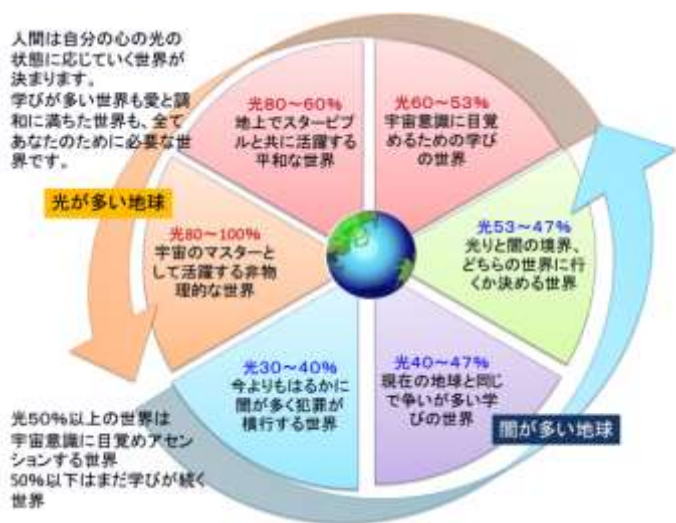 人間は自分の心の光の
状態に応じていく世界が
決まります。
学びが多い世界も愛と調
和に満ちた世界も、全て
あなたのために必要な世
界です。
光80～60%
地上でスターピプ
ルと共に活躍する
平和な世界
光60～53%
宇宙意識に目覚
めるための学び
の世界
光が多い地球
光80～100%
宇宙のマスターと
して活躍する非物
理的な世界
光53～47%
光りと闇の境界、
どちらの世界に行
くか決める世界
光30～40%
今よりもはるかに
闇が多く犯罪が
横行する世界
光40～47%
現在の地球と同じ
で争いが多い学
びの世界
闇が多い地球
光50%以上の世界は
宇宙意識に目覚めアセン
ションする世界
50%以下はまだ学びが続く
世界